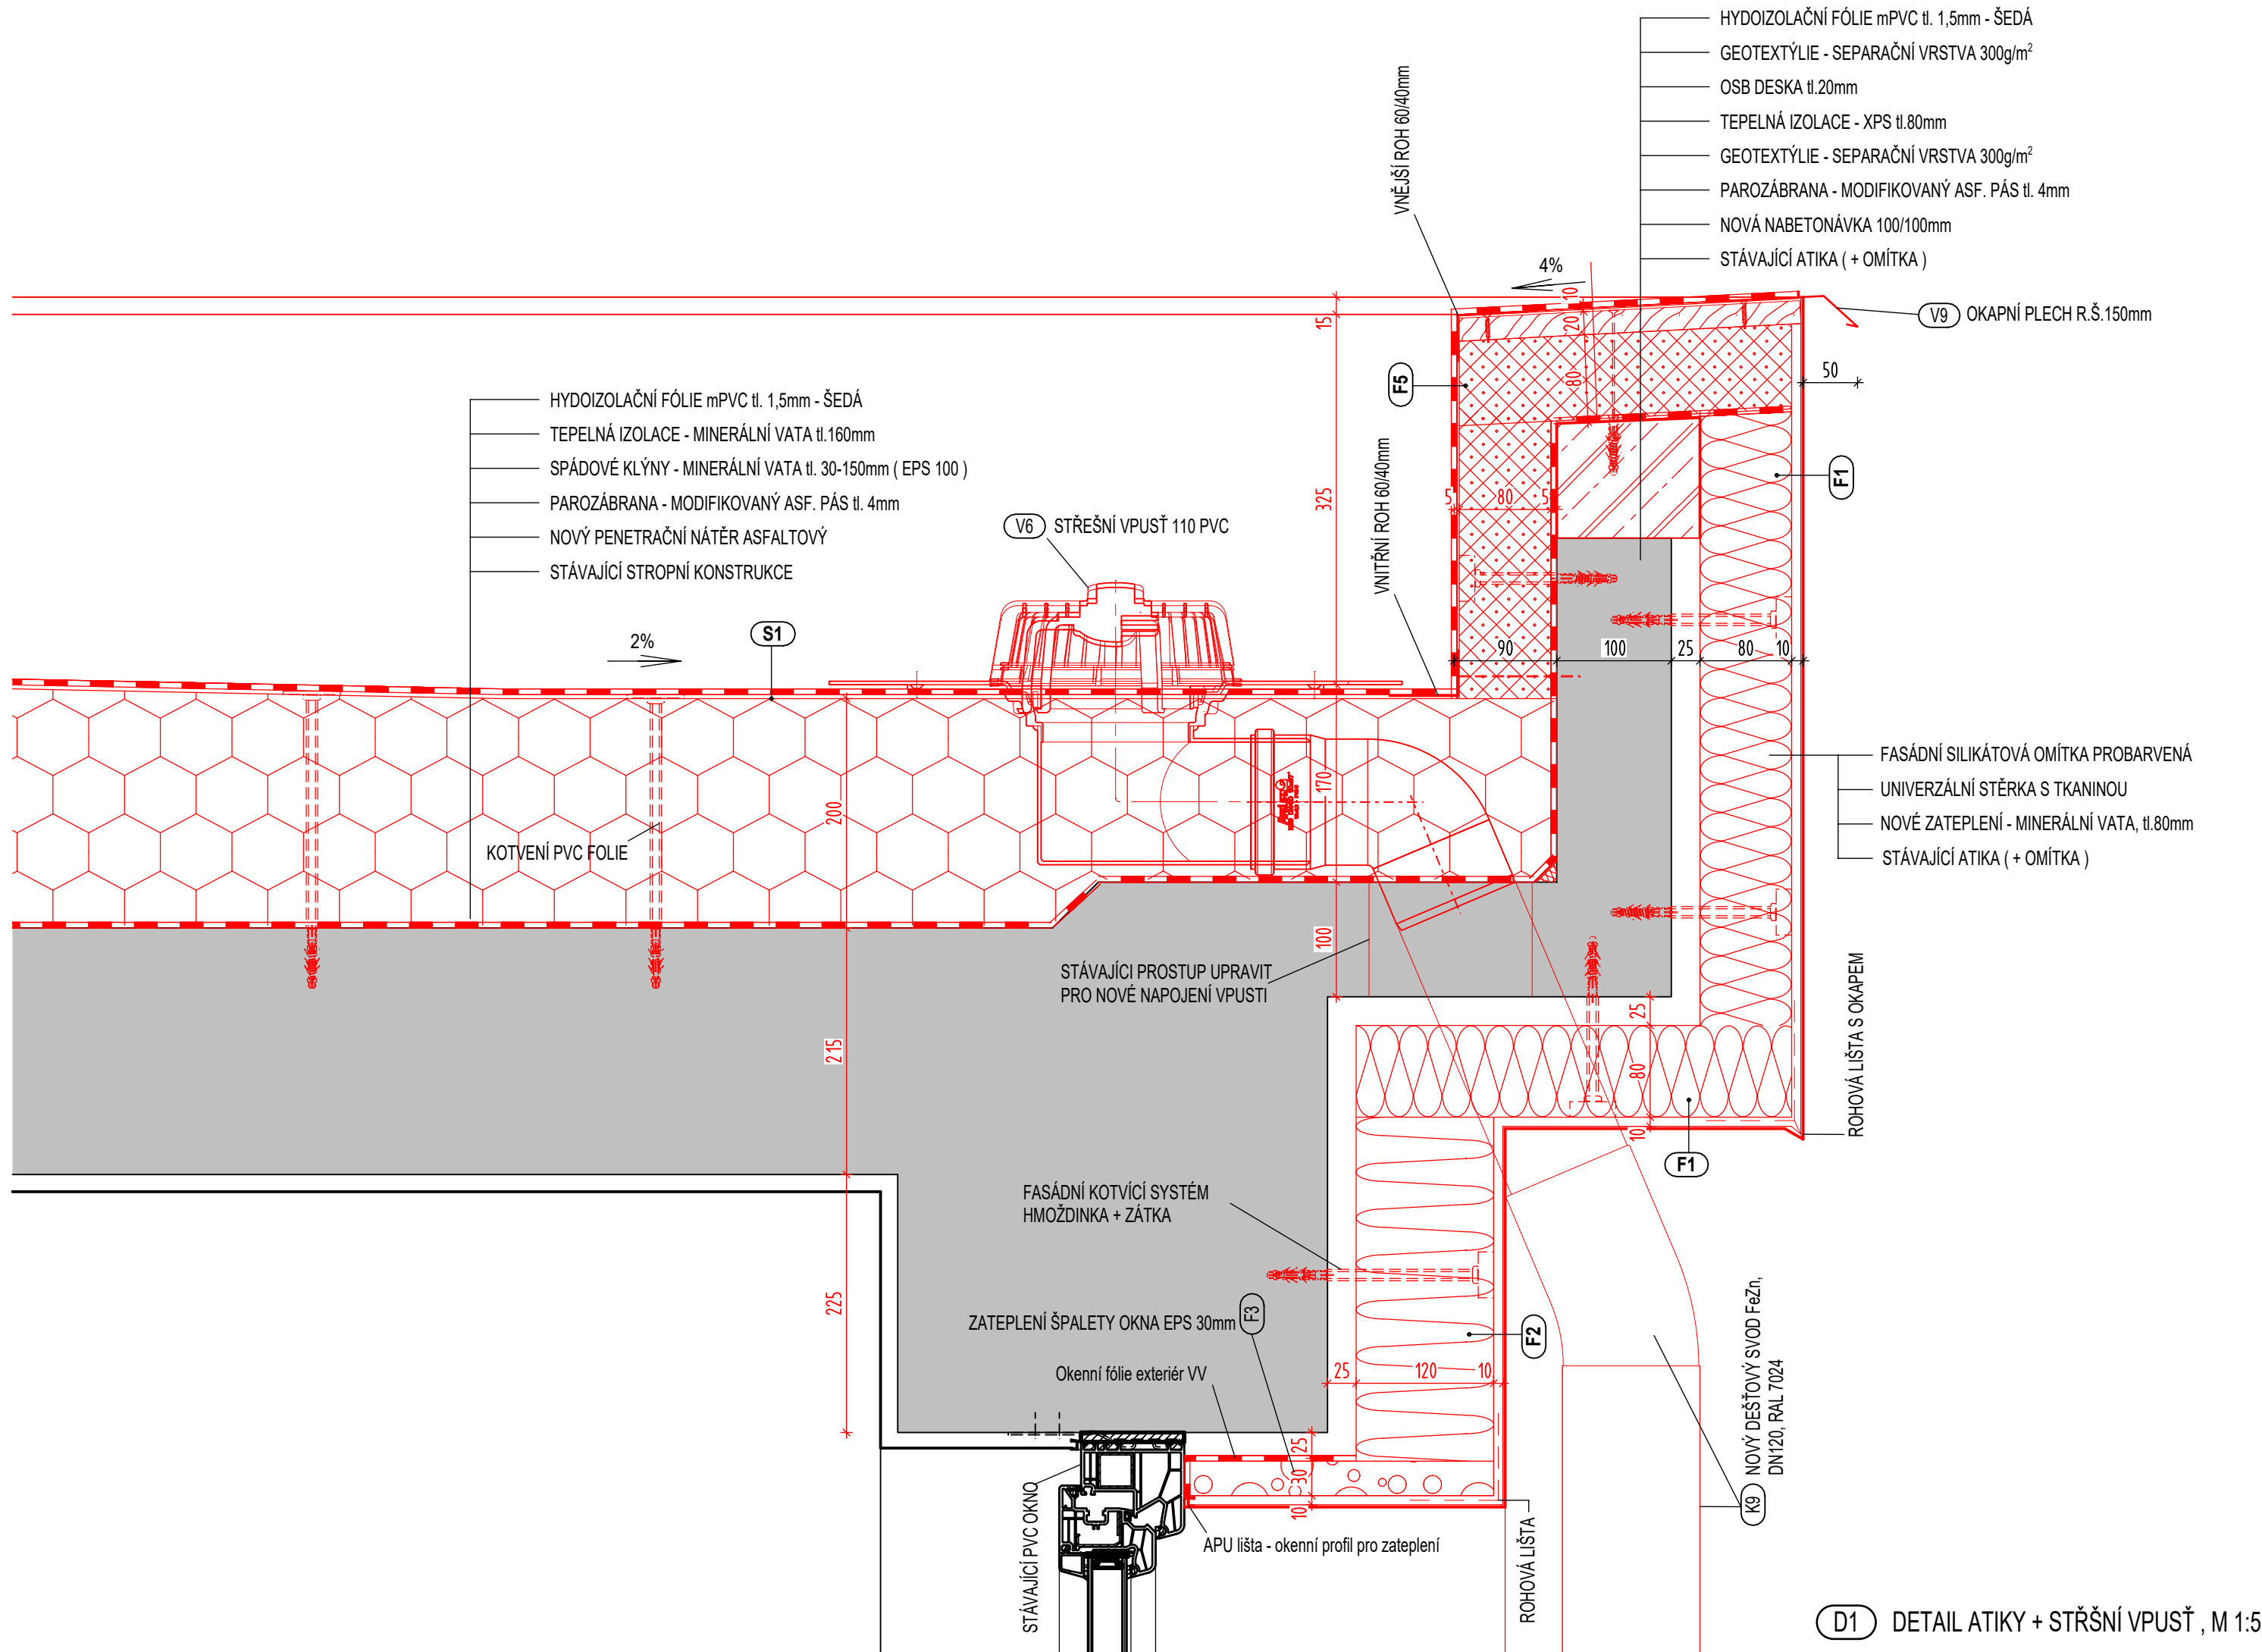 HYDOIZOLAČNÍ FÓLIE mPVC tl. 1,5mm - ŠEDÁ
GEOTEXTÝLIE - SEPARAČNÍ VRSTVA 300g/m²
OSB DESKA tl.20mm
TEPELNÁ IZOLACE - XPS tl.80mm
GEOTEXTÝLIE - SEPARAČNÍ VRSTVA 300g/m²
PAROZÁBRANA - MODIFIKOVANÝ ASF. PÁS tl. 4mm
NOVÁ NABETONÁVKA 100/100mm
STÁVAJÍCÍ ATIKA ( + OMÍTKA )
VNĚJŠÍ ROH 60/40mm
4%
10
15
20
80
V9 OKAPNÍ PLECH R.Š.150mm
50
F5
F1
HYDOIZOLAČNÍ FÓLIE mPVC tl. 1,5mm - ŠEDÁ
TEPELNÁ IZOLACE - MINERÁLNÍ VATA tl.160mm
SPÁDOVÉ KLÝNY - MINERÁLNÍ VATA tl. 30-150mm ( EPS 100 )
PAROZÁBRANA - MODIFIKOVANÝ ASF. PÁS tl. 4mm
NOVÝ PENETRAČNÍ NÁTĚR ASFALTOVÝ
STÁVAJÍCÍ STROPNÍ KONSTRUKCE
V6 STŘEŠNÍ VPUSŤ 110 PVC
325
VNITŘNÍ ROH 60/40mm
5 80 5
2%
S1
90 100 25 80 10
FASÁDNÍ SILIKÁTOVÁ OMÍTKA PROBARVENÁ
UNIVERZÁLNÍ STĚRKA S TKANINOU
NOVÉ ZATEPLENÍ - MINERÁLNÍ VATA, tl.80mm
STÁVAJÍCÍ ATIKA ( + OMÍTKA )
200
170
KOTVENÍ PVC FOLIE
100
STÁVAJÍCI PROSTUP UPRAVIT
PRO NOVÉ NAPOJENÍ VPUSTI
25
80
10
ROHOVÁ LIŠTA S OKAPEM
215
F1
FASÁDNÍ KOTVÍCÍ SYSTÉM
HMOŽDINKA + ZÁTKA
225
ZATEPLENÍ ŠPALETY OKNA EPS 30mm F3
F2
Okenní fólie exteriér VV
25 120 10
25
30
10
STÁVAJÍCÍ PVC OKNO
APU lišta - okenní profil pro zateplení
ROHOVÁ LIŠTA
K9 NOVÝ DEŠŤOVÝ SVOD FeZn,
DN120, RAL 7024
D1 DETAIL ATIKY + STŘŠNÍ VPUSŤ , M 1:5